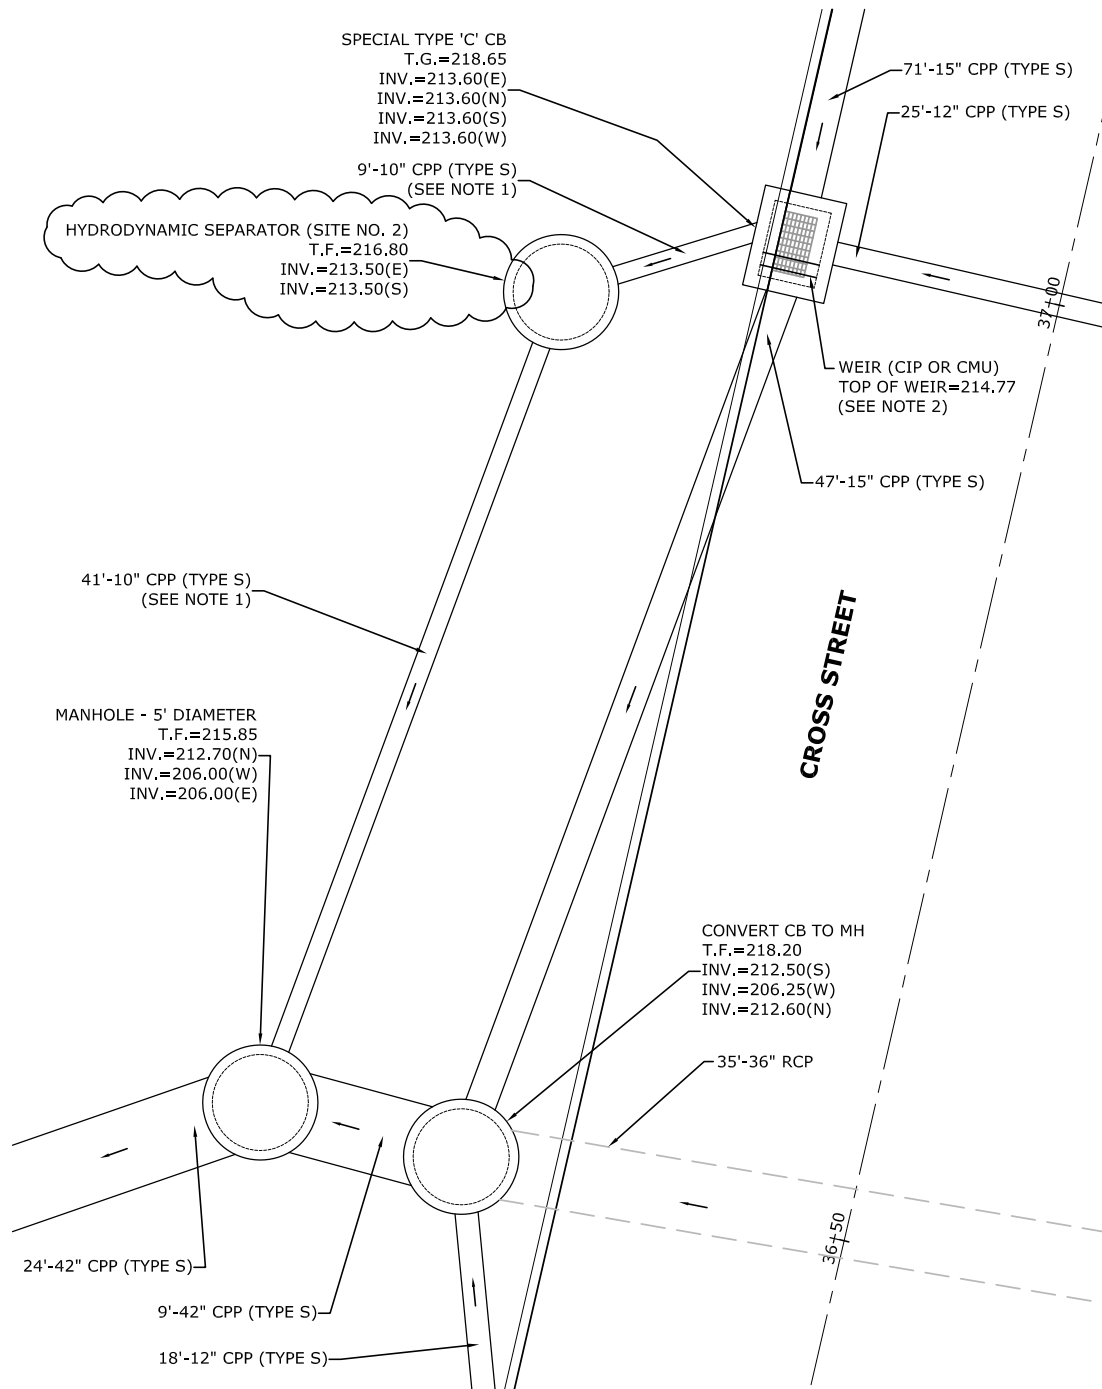 SPECIAL TYPE 'C' CB
T.G.=218.65
INV.=213.60(E)
INV.=213.60(N)
INV.=213.60(S)
INV.=213.60(W)
71'-15" CPP (TYPE S)
25'-12" CPP (TYPE S)
9'-10" CPP (TYPE S)
(SEE NOTE 1)
HYDRODYNAMIC SEPARATOR (SITE NO. 2)
T.F.=216.80
INV.=213.50(E)
INV.=213.50(S)
37+00
WEIR (CIP OR CMU)
TOP OF WEIR=214.77
(SEE NOTE 2)
47'-15" CPP (TYPE S)
41'-10" CPP (TYPE S)
(SEE NOTE 1)
CROSS STREET
MANHOLE - 5' DIAMETER
T.F.=215.85
INV.=212.70(N)
INV.=206.00(W)
INV.=206.00(E)
CONVERT CB TO MH
T.F.=218.20
INV.=212.50(S)
INV.=206.25(W)
INV.=212.60(N)
35'-36" RCP
36+50
24'-42" CPP (TYPE S)
9'-42" CPP (TYPE S)
18'-12" CPP (TYPE S)